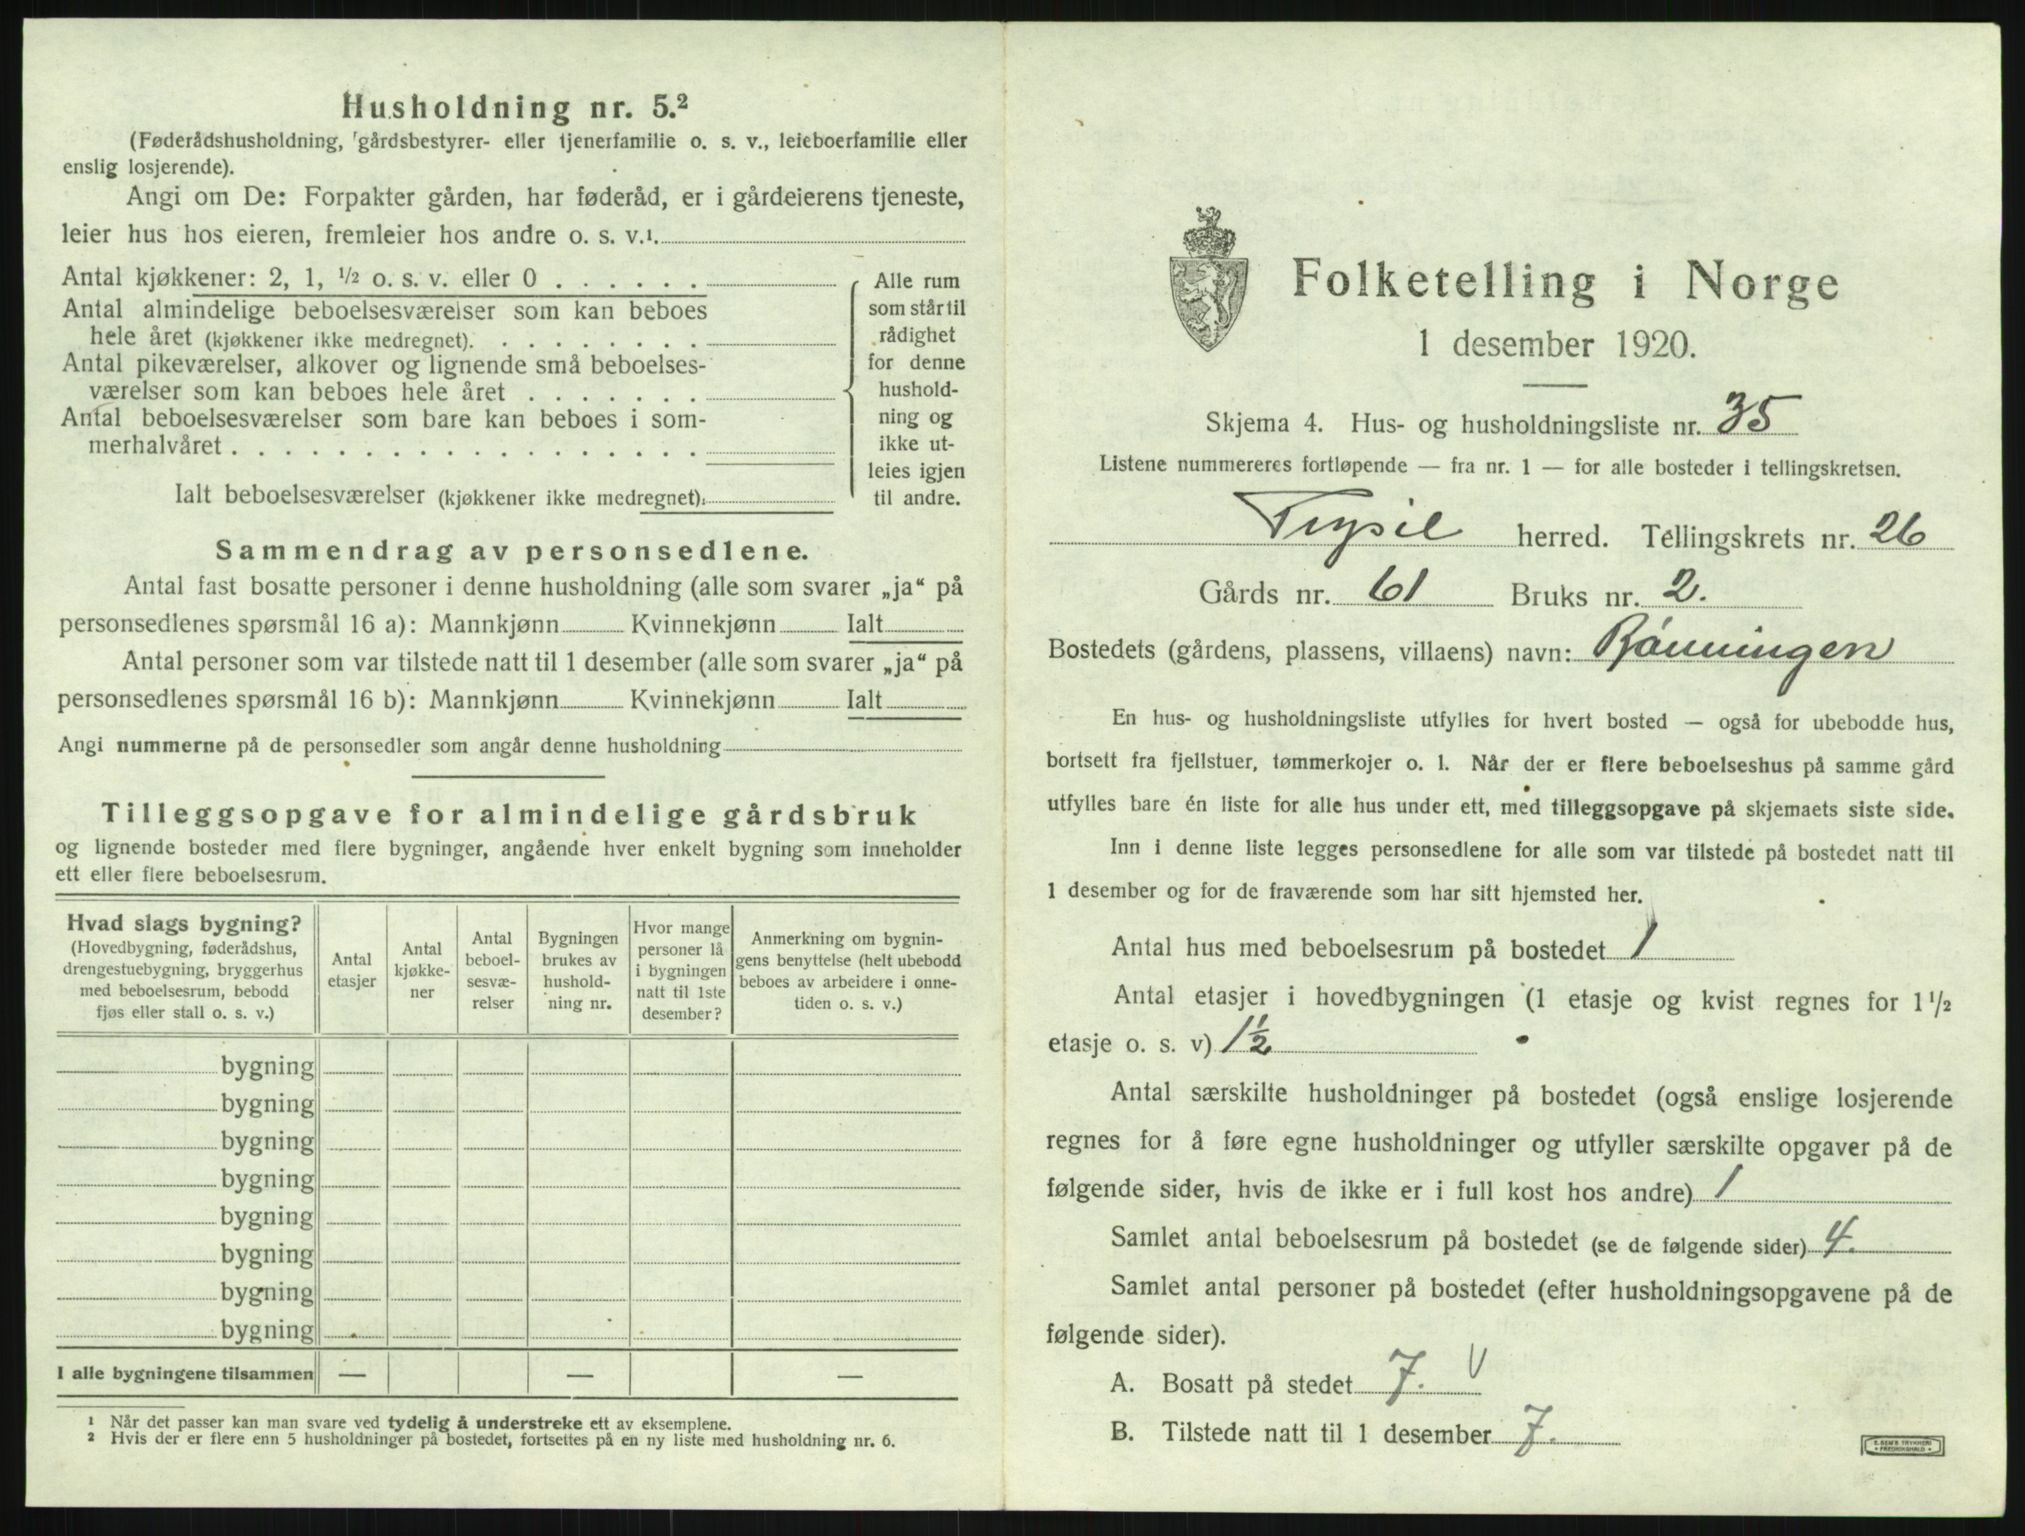 Husholdning nr. 5.²
(Føderådshusholdning, gårdsbestyrer- eller tjenerfamilie o. s. v., leieboerfamilie eller
enslig losjerende).
Angi om De: Forpakter gården, har føderåd, er i gårdeierens tjeneste,
leier hus hos eieren, fremleier hos andre o. s. v.¹
Antal kjøkkener: 2, 1, ½ o. s. v. eller 0 . . . . . .
Antal almindelige beboelsesværelser som kan beboes
hele året (kjøkkener ikke medregnet). . . . . . . . .
Antal pikeværelser, alkover og lignende små beboelses-
værelser som kan beboes hele året . . . . . . .
Antal beboelsesværelser som bare kan beboes i som-
merhalvåret . . . . . . . . . . . . . . . . . .
Ialt beboelsesværelser (kjøkkener ikke medregnet):
Alle rum
som står til
rådighet
for denne
hushold-
ning og
ikke ut-
leies igjen
til andre.
Sammendrag av personsedlene.
Antal fast bosatte personer i denne husholdning (alle som svarer „ja“ på
personsedlenes spørsmål 16 a): Mannkjønn Kvinnekjønn Ialt
Antal personer som var tilstede natt til 1 desember (alle som svarer „ja“ på
personsedlenes spørsmål 16 b): Mannkjønn Kvinnekjønn Ialt
Angi nummerne på de personsedler som angår denne husholdning
Tilleggsopgave for almindelige gårdsbruk
og lignende bosteder med flere bygninger, angående hver enkelt bygning som inneholder
ett eller flere beboelsesrum.
Hvad slags bygning?
(Hovedbygning, føderådshus,
drengestuebygning, bryggerhus
med beboelsesrum, bebodd
fjøs eller stall o. s. v.)
Antal
etasjer
Antal
kjøkke-
ner
Antal
beboel-
sesvæ-
relser
Bygningen
brukes av
hushold-
ning nr.
Hvor mange
personer lå
i bygningen
natt til 1ste
desember?
Anmerkning om bygnin-
gens benyttelse (helt ubebodd
beboes av arbeidere i onne-
tiden o. s. v.)
bygning
bygning
bygning
bygning
bygning
bygning
bygning
bygning
I alle bygningene tilsammen — — —
¹ Når det passer kan man svare ved tydelig å understreke ett av eksemplene.
² Hvis der er flere enn 5 husholdninger på bostedet, fortsettes på en ny liste med husholdning nr. 6.
Folketelling i Norge
1 desember 1920.
Skjema 4. Hus- og husholdningsliste nr. 35
Listene nummereres fortløpende — fra nr. 1 — for alle bosteder i tellingskretsen.
Trysil herred. Tellingskrets nr. 26
Gårds nr. 61 Bruks nr. 2.
Bostedets (gårdens, plassens, villaens) navn: Rönningen
En hus- og husholdningsliste utfylles for hvert bosted — også for ubebodde hus,
bortsett fra fjellstuer, tømmerkojer o. l. Når der er flere beboelseshus på samme gård
utfylles bare én liste for alle hus under ett, med tilleggsopgave på skjemaets siste side.
Inn i denne liste legges personsedlene for alle som var tilstede på bostedet natt til
1 desember og for de fraværende som har sitt hjemsted her.
Antal hus med beboelsesrum på bostedet 1
Antal etasjer i hovedbygningen (1 etasje og kvist regnes for 1 ½
etasje o. s. v) 1½
Antal særskilte husholdninger på bostedet (også enslige losjerende
regnes for å føre egne husholdninger og utfyller særskilte opgaver på de
følgende sider, hvis de ikke er i full kost hos andre) 1
Samlet antal beboelsesrum på bostedet (se de følgende sider) 4.
Samlet antal personer på bostedet (efter husholdningsopgavene på de
følgende sider).
A. Bosatt på stedet 7. V
B. Tilstede natt til 1 desember 7.
E. SEM'S TRYKKERI
FREDRIKSHALD